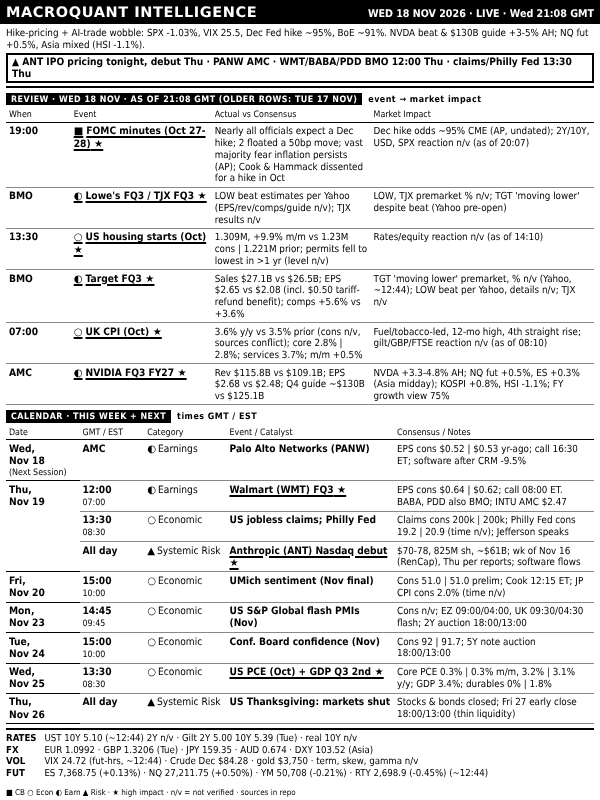 MACROQUANT INTELLIGENCE WED 18 NOV 2026 · LIVE · Wed 21:08 GMT
Hike-pricing + AI-trade wobble: SPX -1.03%, VIX 25.5, Dec Fed hike ~95%, BoE ~91%. NVDA beat & $130B guide +3-5% AH; NQ fut
+0.5%, Asia mixed (HSI -1.1%).
▲ ANT IPO pricing tonight, debut Thu · PANW AMC · WMT/BABA/PDD BMO 12:00 Thu · claims/Philly Fed 13:30
Thu
REVIEW · WED 18 NOV · AS OF 21:08 GMT (OLDER ROWS: TUE 17 NOV) event → market impact
When Event Actual vs Consensus Market Impact
19:00 ■ FOMC minutes (Oct 27- Nearly all officials expect a Dec Dec hike odds ~95% CME (AP, undated); 2Y/10Y,
28) ★ hike; 2 floated a 50bp move; vast USD, SPX reaction n/v (as of 20:07)
majority fear inflation persists
(AP); Cook & Hammack dissented
for a hike in Oct
BMO ◐ Lowe's FQ3 / TJX FQ3 ★ LOW beat estimates per Yahoo LOW, TJX premarket % n/v; TGT 'moving lower'
(EPS/rev/comps/guide n/v); TJX despite beat (Yahoo pre-open)
results n/v
13:30 ○ US housing starts (Oct) 1.309M, +9.9% m/m vs 1.23M Rates/equity reaction n/v (as of 14:10)
★ cons | 1.221M prior; permits fell to
lowest in >1 yr (level n/v)
BMO ◐ Target FQ3 ★ Sales $27.1B vs $26.5B; EPS TGT 'moving lower' premarket, % n/v (Yahoo,
$2.65 vs $2.08 (incl. $0.50 tariff- ~12:44); LOW beat per Yahoo, details n/v; TJX
refund benefit); comps +5.6% vs n/v
+3.6%
07:00 ○ UK CPI (Oct) ★ 3.6% y/y vs 3.5% prior (cons n/v, Fuel/tobacco-led, 12-mo high, 4th straight rise;
sources conflict); core 2.8% | gilt/GBP/FTSE reaction n/v (as of 08:10)
2.8%; services 3.7%; m/m +0.5%
AMC ◐ NVIDIA FQ3 FY27 ★ Rev $115.8B vs $109.1B; EPS NVDA +3.3-4.8% AH; NQ fut +0.5%, ES +0.3%
$2.68 vs $2.48; Q4 guide ~$130B (Asia midday); KOSPI +0.8%, HSI -1.1%; FY
vs $125.1B growth view 75%
CALENDAR · THIS WEEK + NEXT times GMT / EST
Date GMT / EST Category Event / Catalyst Consensus / Notes
Wed, AMC ◐ Earnings Palo Alto Networks (PANW) EPS cons $0.52 | $0.53 yr-ago; call 16:30
Nov 18 ET; software after CRM -9.5%
(Next Session)
Thu, 12:00 ◐ Earnings Walmart (WMT) FQ3 ★ EPS cons $0.64 | $0.62; call 08:00 ET.
Nov 19 07:00 BABA, PDD also BMO; INTU AMC $2.47
13:30 ○ Economic US jobless claims; Philly Fed Claims cons 200k | 200k; Philly Fed cons
08:30 19.2 | 20.9 (time n/v); Jefferson speaks
All day ▲ Systemic Risk Anthropic (ANT) Nasdaq debut $70-78, 825M sh, ~$61B; wk of Nov 16
★ (RenCap), Thu per reports; software flows
Fri, 15:00 ○ Economic UMich sentiment (Nov final) Cons 51.0 | 51.0 prelim; Cook 12:15 ET; JP
Nov 20 10:00 CPI cons 2.0% (time n/v)
Mon, 14:45 ○ Economic US S&P Global flash PMIs Cons n/v; EZ 09:00/04:00, UK 09:30/04:30
Nov 23 09:45 (Nov) flash; 2Y auction 18:00/13:00
Tue, 15:00 ○ Economic Conf. Board confidence (Nov) Cons 92 | 91.7; 5Y note auction
Nov 24 10:00 18:00/13:00
Wed, 13:30 ○ Economic US PCE (Oct) + GDP Q3 2nd ★ Core PCE 0.3% | 0.3% m/m, 3.2% | 3.1%
Nov 25 08:30 y/y; GDP 3.4%; durables 0% | 1.8%
Thu, All day ▲ Systemic Risk US Thanksgiving: markets shut Stocks & bonds closed; Fri 27 early close
Nov 26 18:00/13:00 (thin liquidity)
RATES UST 10Y 5.10 (~12:44) 2Y n/v · Gilt 2Y 5.00 10Y 5.39 (Tue) · real 10Y n/v
FX EUR 1.0992 · GBP 1.3206 (Tue) · JPY 159.35 · AUD 0.674 · DXY 103.52 (Asia)
VOL VIX 24.72 (fut-hrs, ~12:44) · Crude Dec $84.28 · gold $3,750 · term, skew, gamma n/v
FUT ES 7,368.75 (+0.13%) · NQ 27,211.75 (+0.50%) · YM 50,708 (-0.21%) · RTY 2,698.9 (-0.45%) (~12:44)
■ CB ○ Econ ◐ Earn ▲ Risk · ★ high impact · n/v = not verified · sources in repo